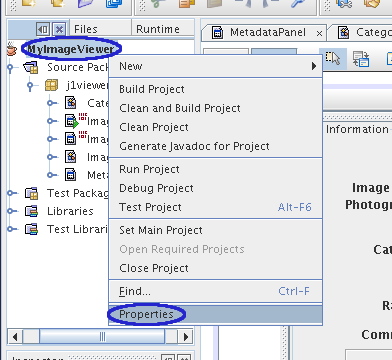 Files Runtime
MetadataPanel
Catego
MyImageViewer
Source Pack
j1viewer
Cate
Imag
Imag
Imag
Meta
Test Packag
Libraries
Test Librari
New
Build Project
Clean and Build Project
Clean Project
Generate Javadoc for Project
Run Project
Debug Project
Test Project Alt-F6
Set Main Project
Open Required Projects
Close Project
Find... Ctrl-F
Properties
Information
Image
Photogr
Cat
Ra
Comm
Inspector